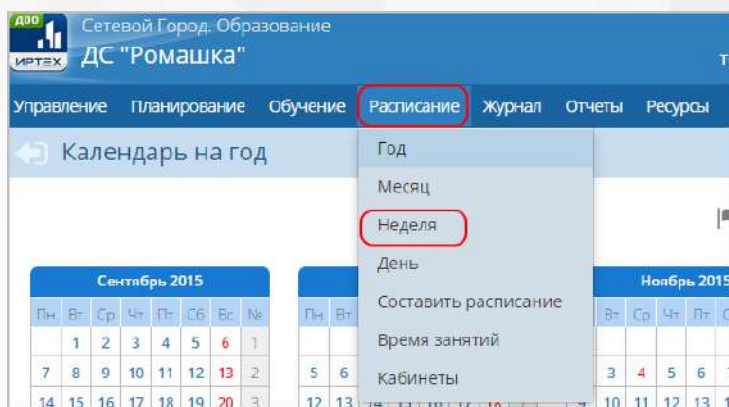 ДОО
ИРТЕХ
Сетевой Город. Образование
ДС "Ромашка"
Управление Планирование Обучение Расписание Журнал Отчеты Ресурсы
Календарь на год
Год
Месяц
Неделя
День
Составить расписание
Время занятий
Кабинеты
Сентябрь 2015
Пн Вт Ср Чт Пт Сб Вс №
1 2 3 4 5 6 1
7 8 9 10 11 12 13 2
14 15 16 17 18 19 20 3
Пн Вт
5 6
12 13
Ноябрь 2015
Вт Ср Чт Пт
3 4 5 6
9 10 11 12 13